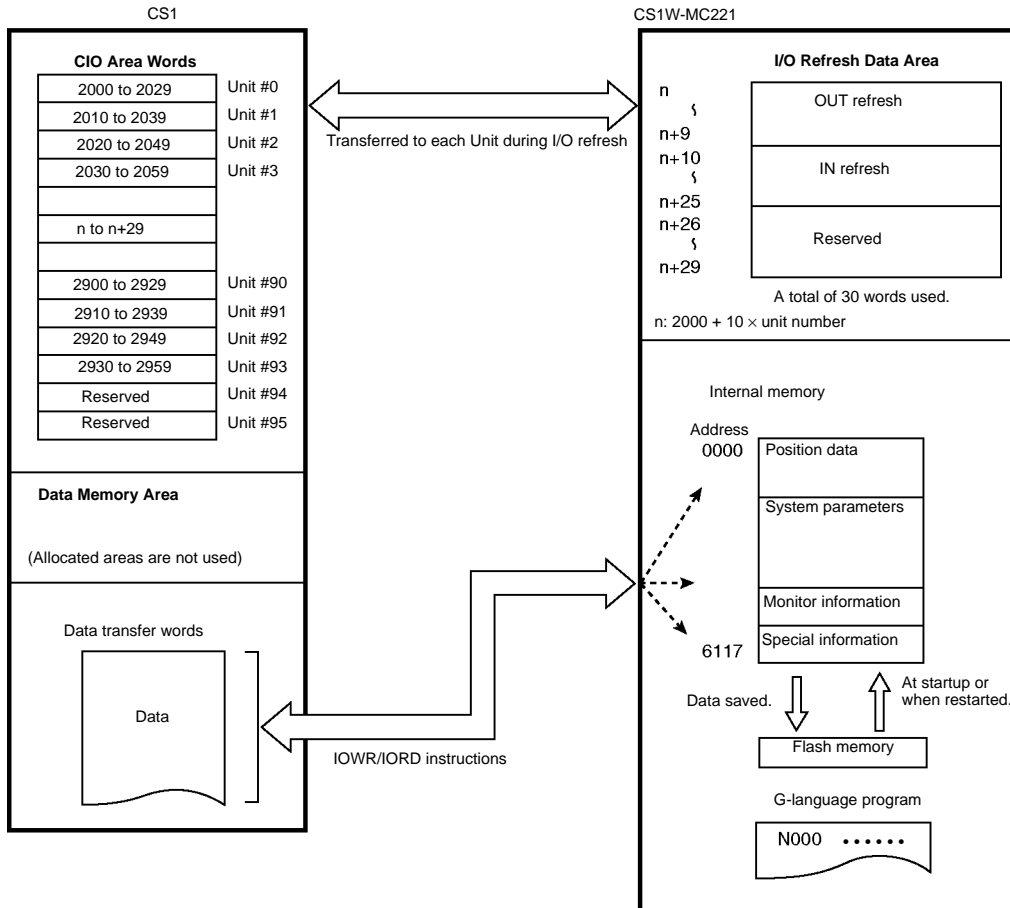 CS1
CIO Area Words
2000 to 2029 Unit #0
2010 to 2039 Unit #1
2020 to 2049 Unit #2
2030 to 2059 Unit #3
n to n+29
2900 to 2929 Unit #90
2910 to 2939 Unit #91
2920 to 2949 Unit #92
2930 to 2959 Unit #93
Reserved Unit #94
Reserved Unit #95
Data Memory Area
(Allocated areas are not used)
Data transfer words
Data
Transferred to each Unit during I/O refresh
IOWR/IORD instructions
CS1W-MC221
I/O Refresh Data Area
n
~
n+9
OUT refresh
n+10
~
n+25
IN refresh
n+26
~
n+29
Reserved
A total of 30 words used.
n: 2000 + 10 × unit number
Internal memory
Address
0000
Position data
System parameters
Monitor information
6117 Special information
Data saved.
At startup or
when restarted.
Flash memory
G-language program
N000 ••••••